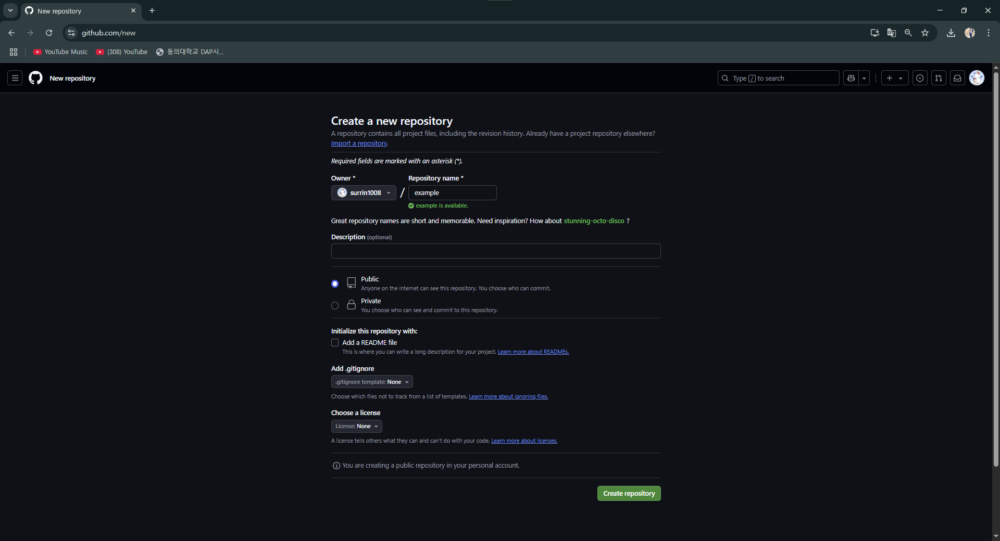 New repository
github.com/new
YouTube Music
(308) YouTube
동의대학교 DAP시...
New repository
Type / to search
Create a new repository
A repository contains all project files, including the revision history. Already have a project repository elsewhere?
Import a repository.
Required fields are marked with an asterisk (*).
Owner * Repository name *
surrin1008 / example
example is available.
Great repository names are short and memorable. Need inspiration? How about stunning-octo-disco ?
Description (optional)
Public
Anyone on the internet can see this repository. You choose who can commit.
Private
You choose who can see and commit to this repository.
Initialize this repository with:
Add a README file
This is where you can write a long description for your project. Learn more about READMEs.
Add .gitignore
.gitignore template: None
Choose which files not to track from a list of templates. Learn more about ignoring files.
Choose a license
License: None
A license tells others what they can and can't do with your code. Learn more about licenses.
You are creating a public repository in your personal account.
Create repository